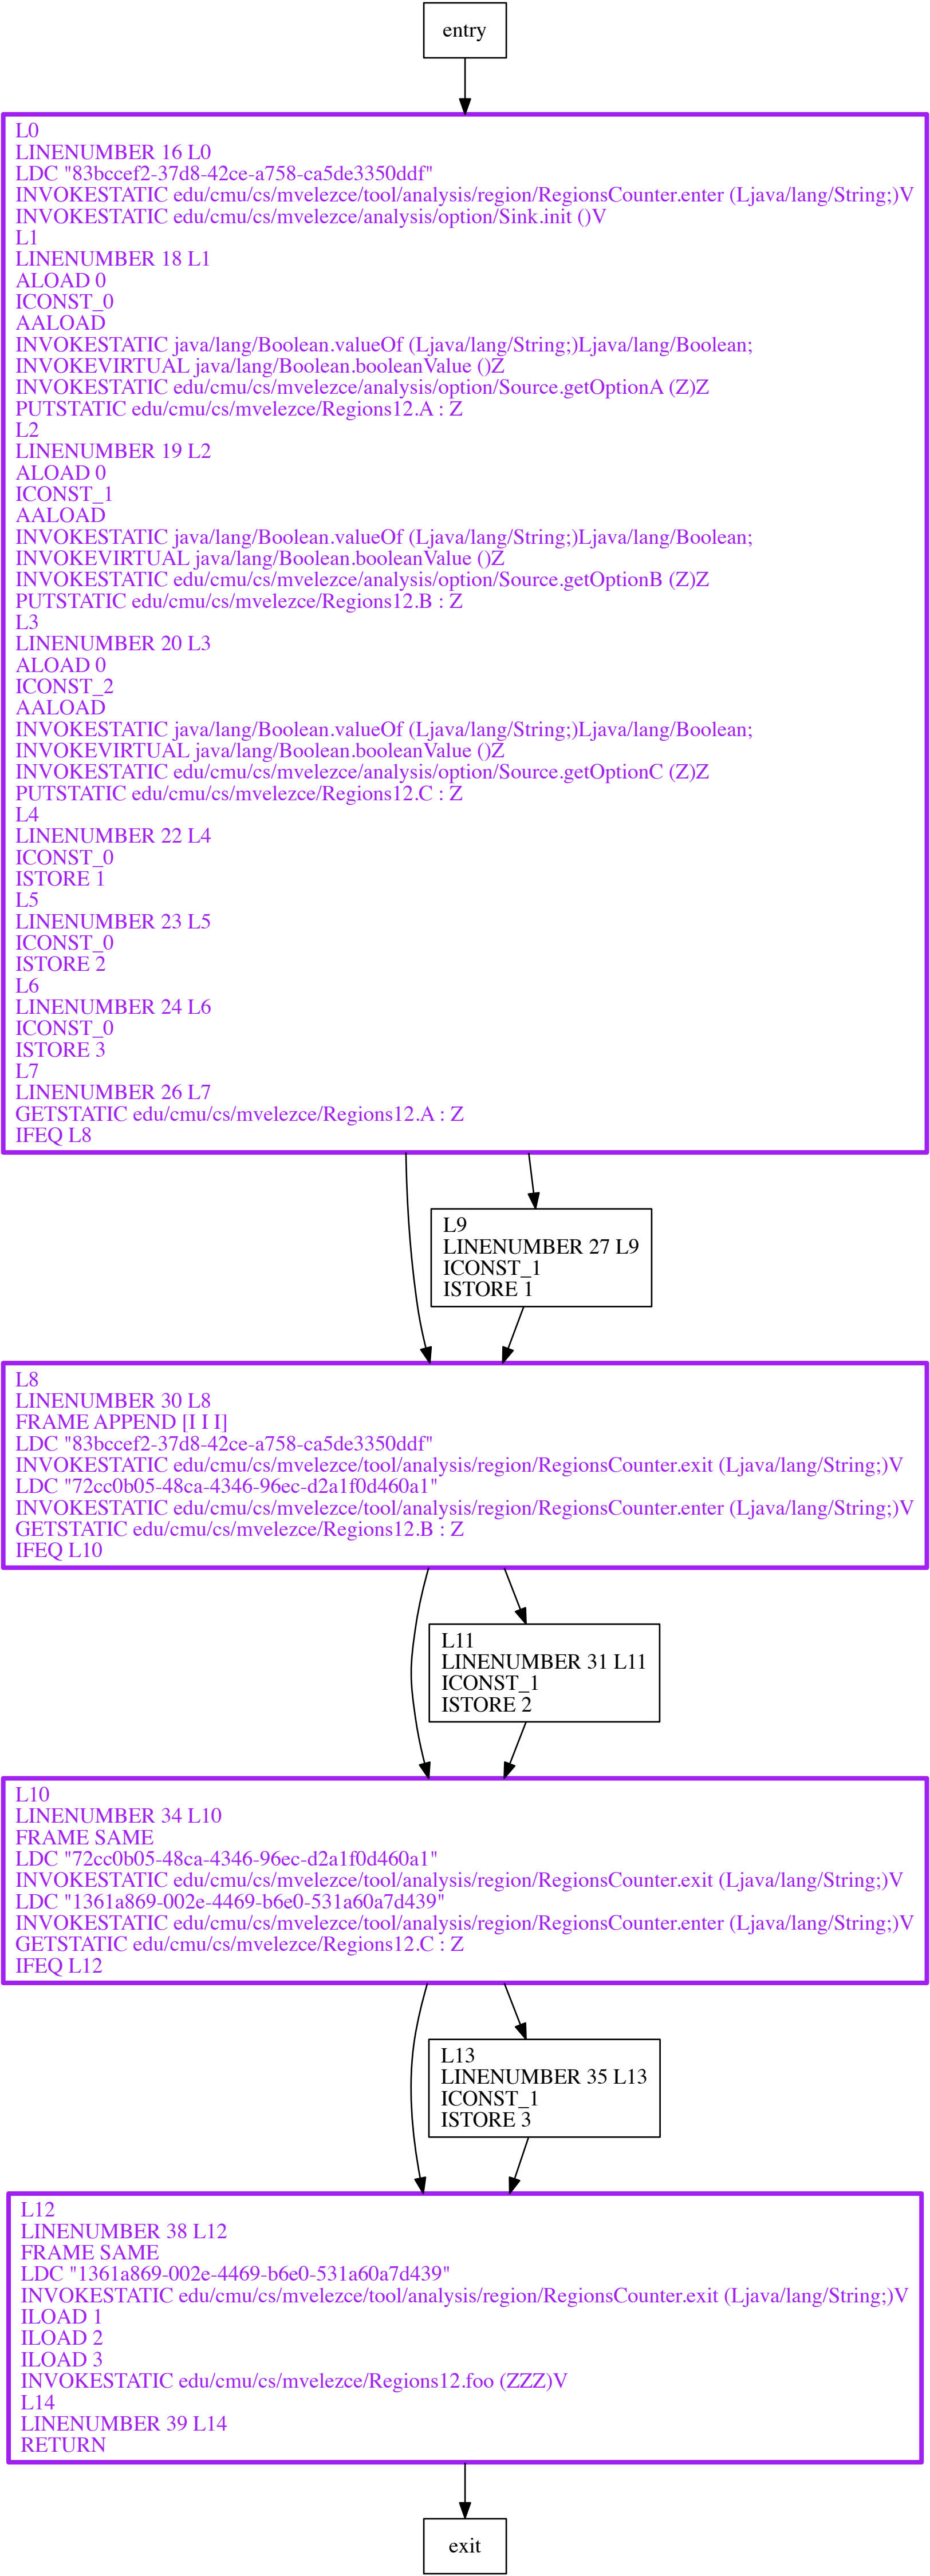 entry
L0
LINENUMBER 16 L0
LDC "83bccef2-37d8-42ce-a758-ca5de3350ddf"
INVOKESTATIC edu/cmu/cs/mvelezce/tool/analysis/region/RegionsCounter.enter (Ljava/lang/String;)V
INVOKESTATIC edu/cmu/cs/mvelezce/analysis/option/Sink.init ()V
L1
LINENUMBER 18 L1
ALOAD 0
ICONST_0
AALOAD
INVOKESTATIC java/lang/Boolean.valueOf (Ljava/lang/String;)Ljava/lang/Boolean;
INVOKEVIRTUAL java/lang/Boolean.booleanValue ()Z
INVOKESTATIC edu/cmu/cs/mvelezce/analysis/option/Source.getOptionA (Z)Z
PUTSTATIC edu/cmu/cs/mvelezce/Regions12.A : Z
L2
LINENUMBER 19 L2
ALOAD 0
ICONST_1
AALOAD
INVOKESTATIC java/lang/Boolean.valueOf (Ljava/lang/String;)Ljava/lang/Boolean;
INVOKEVIRTUAL java/lang/Boolean.booleanValue ()Z
INVOKESTATIC edu/cmu/cs/mvelezce/analysis/option/Source.getOptionB (Z)Z
PUTSTATIC edu/cmu/cs/mvelezce/Regions12.B : Z
L3
LINENUMBER 20 L3
ALOAD 0
ICONST_2
AALOAD
INVOKESTATIC java/lang/Boolean.valueOf (Ljava/lang/String;)Ljava/lang/Boolean;
INVOKEVIRTUAL java/lang/Boolean.booleanValue ()Z
INVOKESTATIC edu/cmu/cs/mvelezce/analysis/option/Source.getOptionC (Z)Z
PUTSTATIC edu/cmu/cs/mvelezce/Regions12.C : Z
L4
LINENUMBER 22 L4
ICONST_0
ISTORE 1
L5
LINENUMBER 23 L5
ICONST_0
ISTORE 2
L6
LINENUMBER 24 L6
ICONST_0
ISTORE 3
L7
LINENUMBER 26 L7
GETSTATIC edu/cmu/cs/mvelezce/Regions12.A : Z
IFEQ L8
L9
LINENUMBER 27 L9
ICONST_1
ISTORE 1
L8
LINENUMBER 30 L8
FRAME APPEND [I I I]
LDC "83bccef2-37d8-42ce-a758-ca5de3350ddf"
INVOKESTATIC edu/cmu/cs/mvelezce/tool/analysis/region/RegionsCounter.exit (Ljava/lang/String;)V
LDC "72cc0b05-48ca-4346-96ec-d2a1f0d460a1"
INVOKESTATIC edu/cmu/cs/mvelezce/tool/analysis/region/RegionsCounter.enter (Ljava/lang/String;)V
GETSTATIC edu/cmu/cs/mvelezce/Regions12.B : Z
IFEQ L10
L11
LINENUMBER 31 L11
ICONST_1
ISTORE 2
L10
LINENUMBER 34 L10
FRAME SAME
LDC "72cc0b05-48ca-4346-96ec-d2a1f0d460a1"
INVOKESTATIC edu/cmu/cs/mvelezce/tool/analysis/region/RegionsCounter.exit (Ljava/lang/String;)V
LDC "1361a869-002e-4469-b6e0-531a60a7d439"
INVOKESTATIC edu/cmu/cs/mvelezce/tool/analysis/region/RegionsCounter.enter (Ljava/lang/String;)V
GETSTATIC edu/cmu/cs/mvelezce/Regions12.C : Z
IFEQ L12
L13
LINENUMBER 35 L13
ICONST_1
ISTORE 3
L12
LINENUMBER 38 L12
FRAME SAME
LDC "1361a869-002e-4469-b6e0-531a60a7d439"
INVOKESTATIC edu/cmu/cs/mvelezce/tool/analysis/region/RegionsCounter.exit (Ljava/lang/String;)V
ILOAD 1
ILOAD 2
ILOAD 3
INVOKESTATIC edu/cmu/cs/mvelezce/Regions12.foo (ZZZ)V
L14
LINENUMBER 39 L14
RETURN
exit